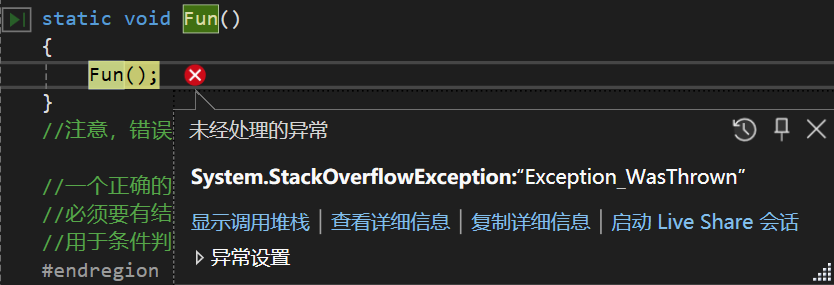 static void Fun()
{
Fun();
}
//注意，错误
未经处理的异常
//一个正确的
//必须要有结
//用于条件判
#endregion
System.StackOverflowException:“Exception_WasThrown”
显示调用堆栈 | 查看详细信息 | 复制详细信息 | 启动 Live Share 会话
异常设置